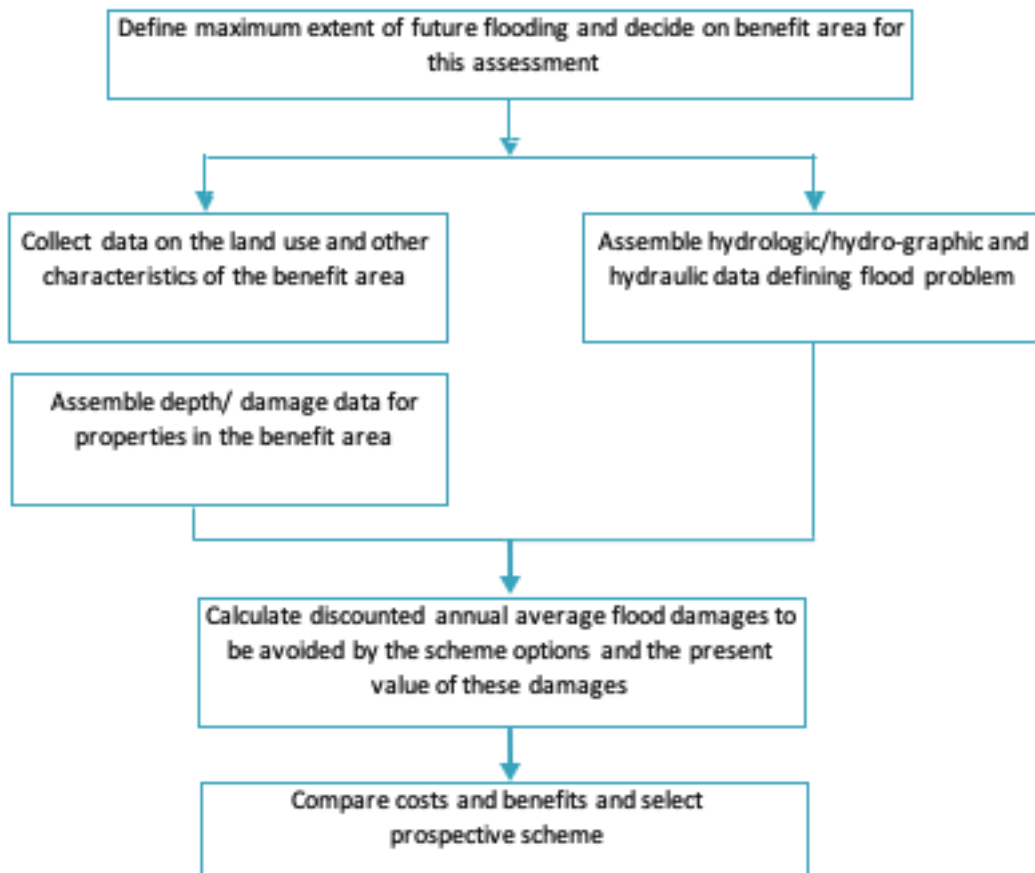 Define maximum extent of future flooding and decide on benefit area for
this assessment
Collect data on the land use and other
characteristics of the benefit area
Assemble hydrologic/hydro-graphic and
hydraulic data defining flood problem
Assemble depth/ damage data for
properties in the benefit area
Calculate discounted annual average flood damages to
be avoided by the scheme options and the present
value of these damages
Compare costs and benefits and select
prospective scheme